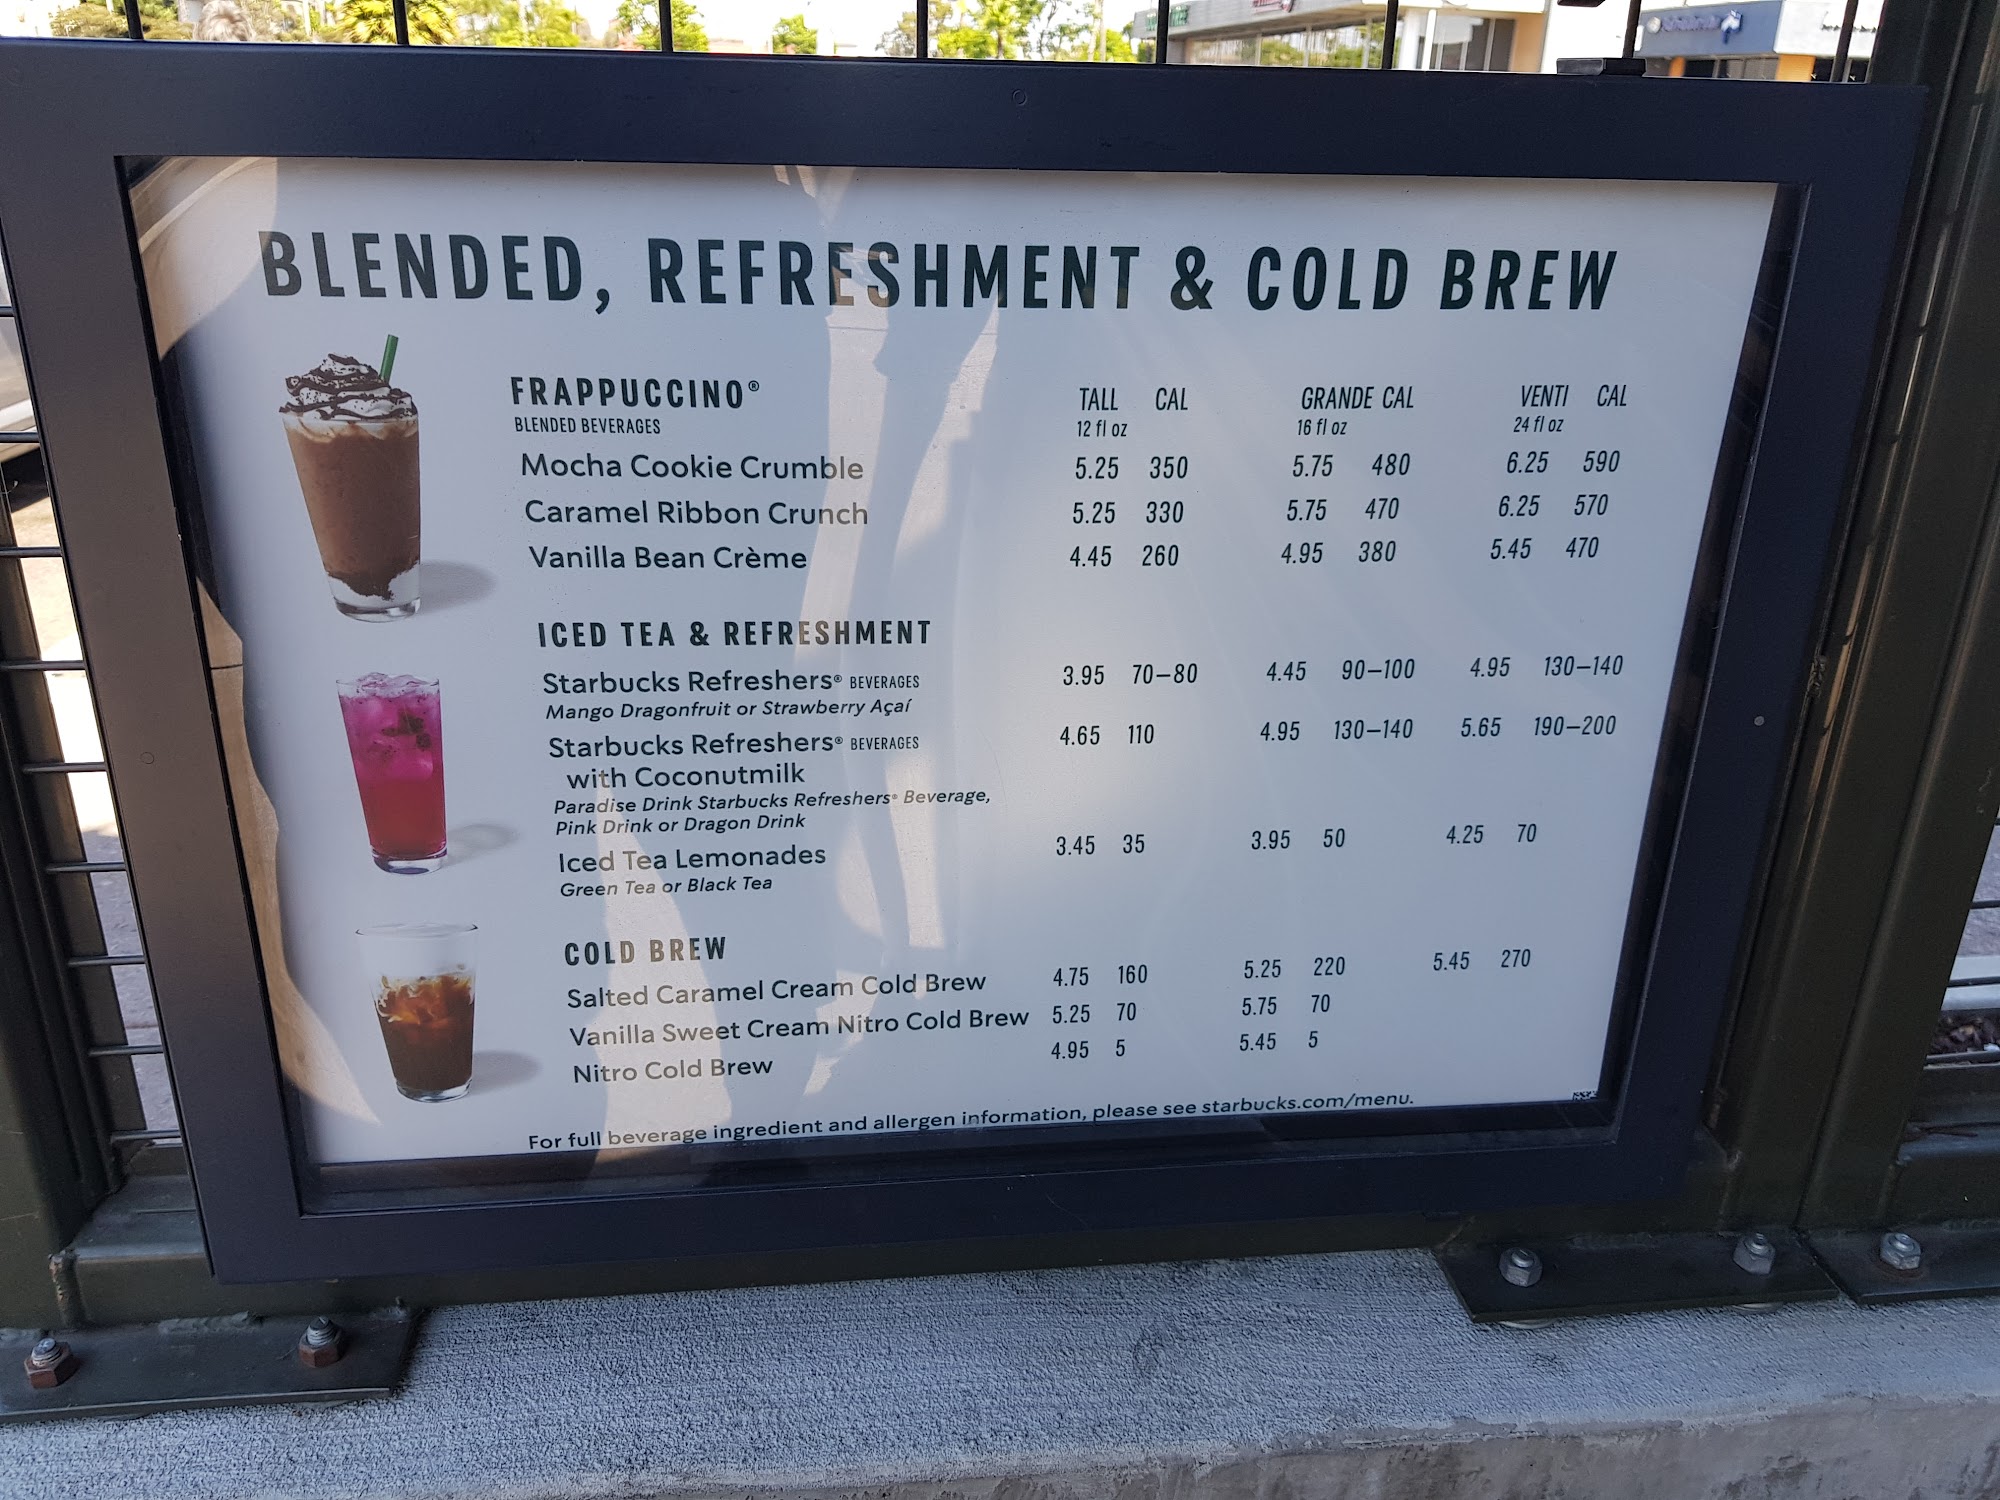 BLENDED, REFRESHMENT & COLD BREW
FRAPPUCCINO® TALL CAL GRANDE CAL VENTI CAL
BLENDED BEVERAGES 12 fl oz 16 fl oz 24 fl oz
Mocha Cookie Crumble 5.25 350 5.75 480 6.25 590
Caramel Ribbon Crunch 5.25 330 5.75 470 6.25 570
Vanilla Bean Crème 4.45 260 4.95 380 5.45 470
ICED TEA & REFRESHMENT
Starbucks Refreshers® BEVERAGES 3.95 70–80 4.45 90–100 4.95 130–140
Mango Dragonfruit or Strawberry Açaí
Starbucks Refreshers® BEVERAGES 4.65 110 4.95 130–140 5.65 190–200
with Coconutmilk
Paradise Drink Starbucks Refreshers® Beverage,
Pink Drink or Dragon Drink
Iced Tea Lemonades 3.45 35 3.95 50 4.25 70
Green Tea or Black Tea
COLD BREW
Salted Caramel Cream Cold Brew 4.75 160 5.25 220 5.45 270
Vanilla Sweet Cream Nitro Cold Brew 5.25 70 5.75 70
Nitro Cold Brew 4.95 5 5.45 5
For full beverage ingredient and allergen information, please see starbucks.com/menu.